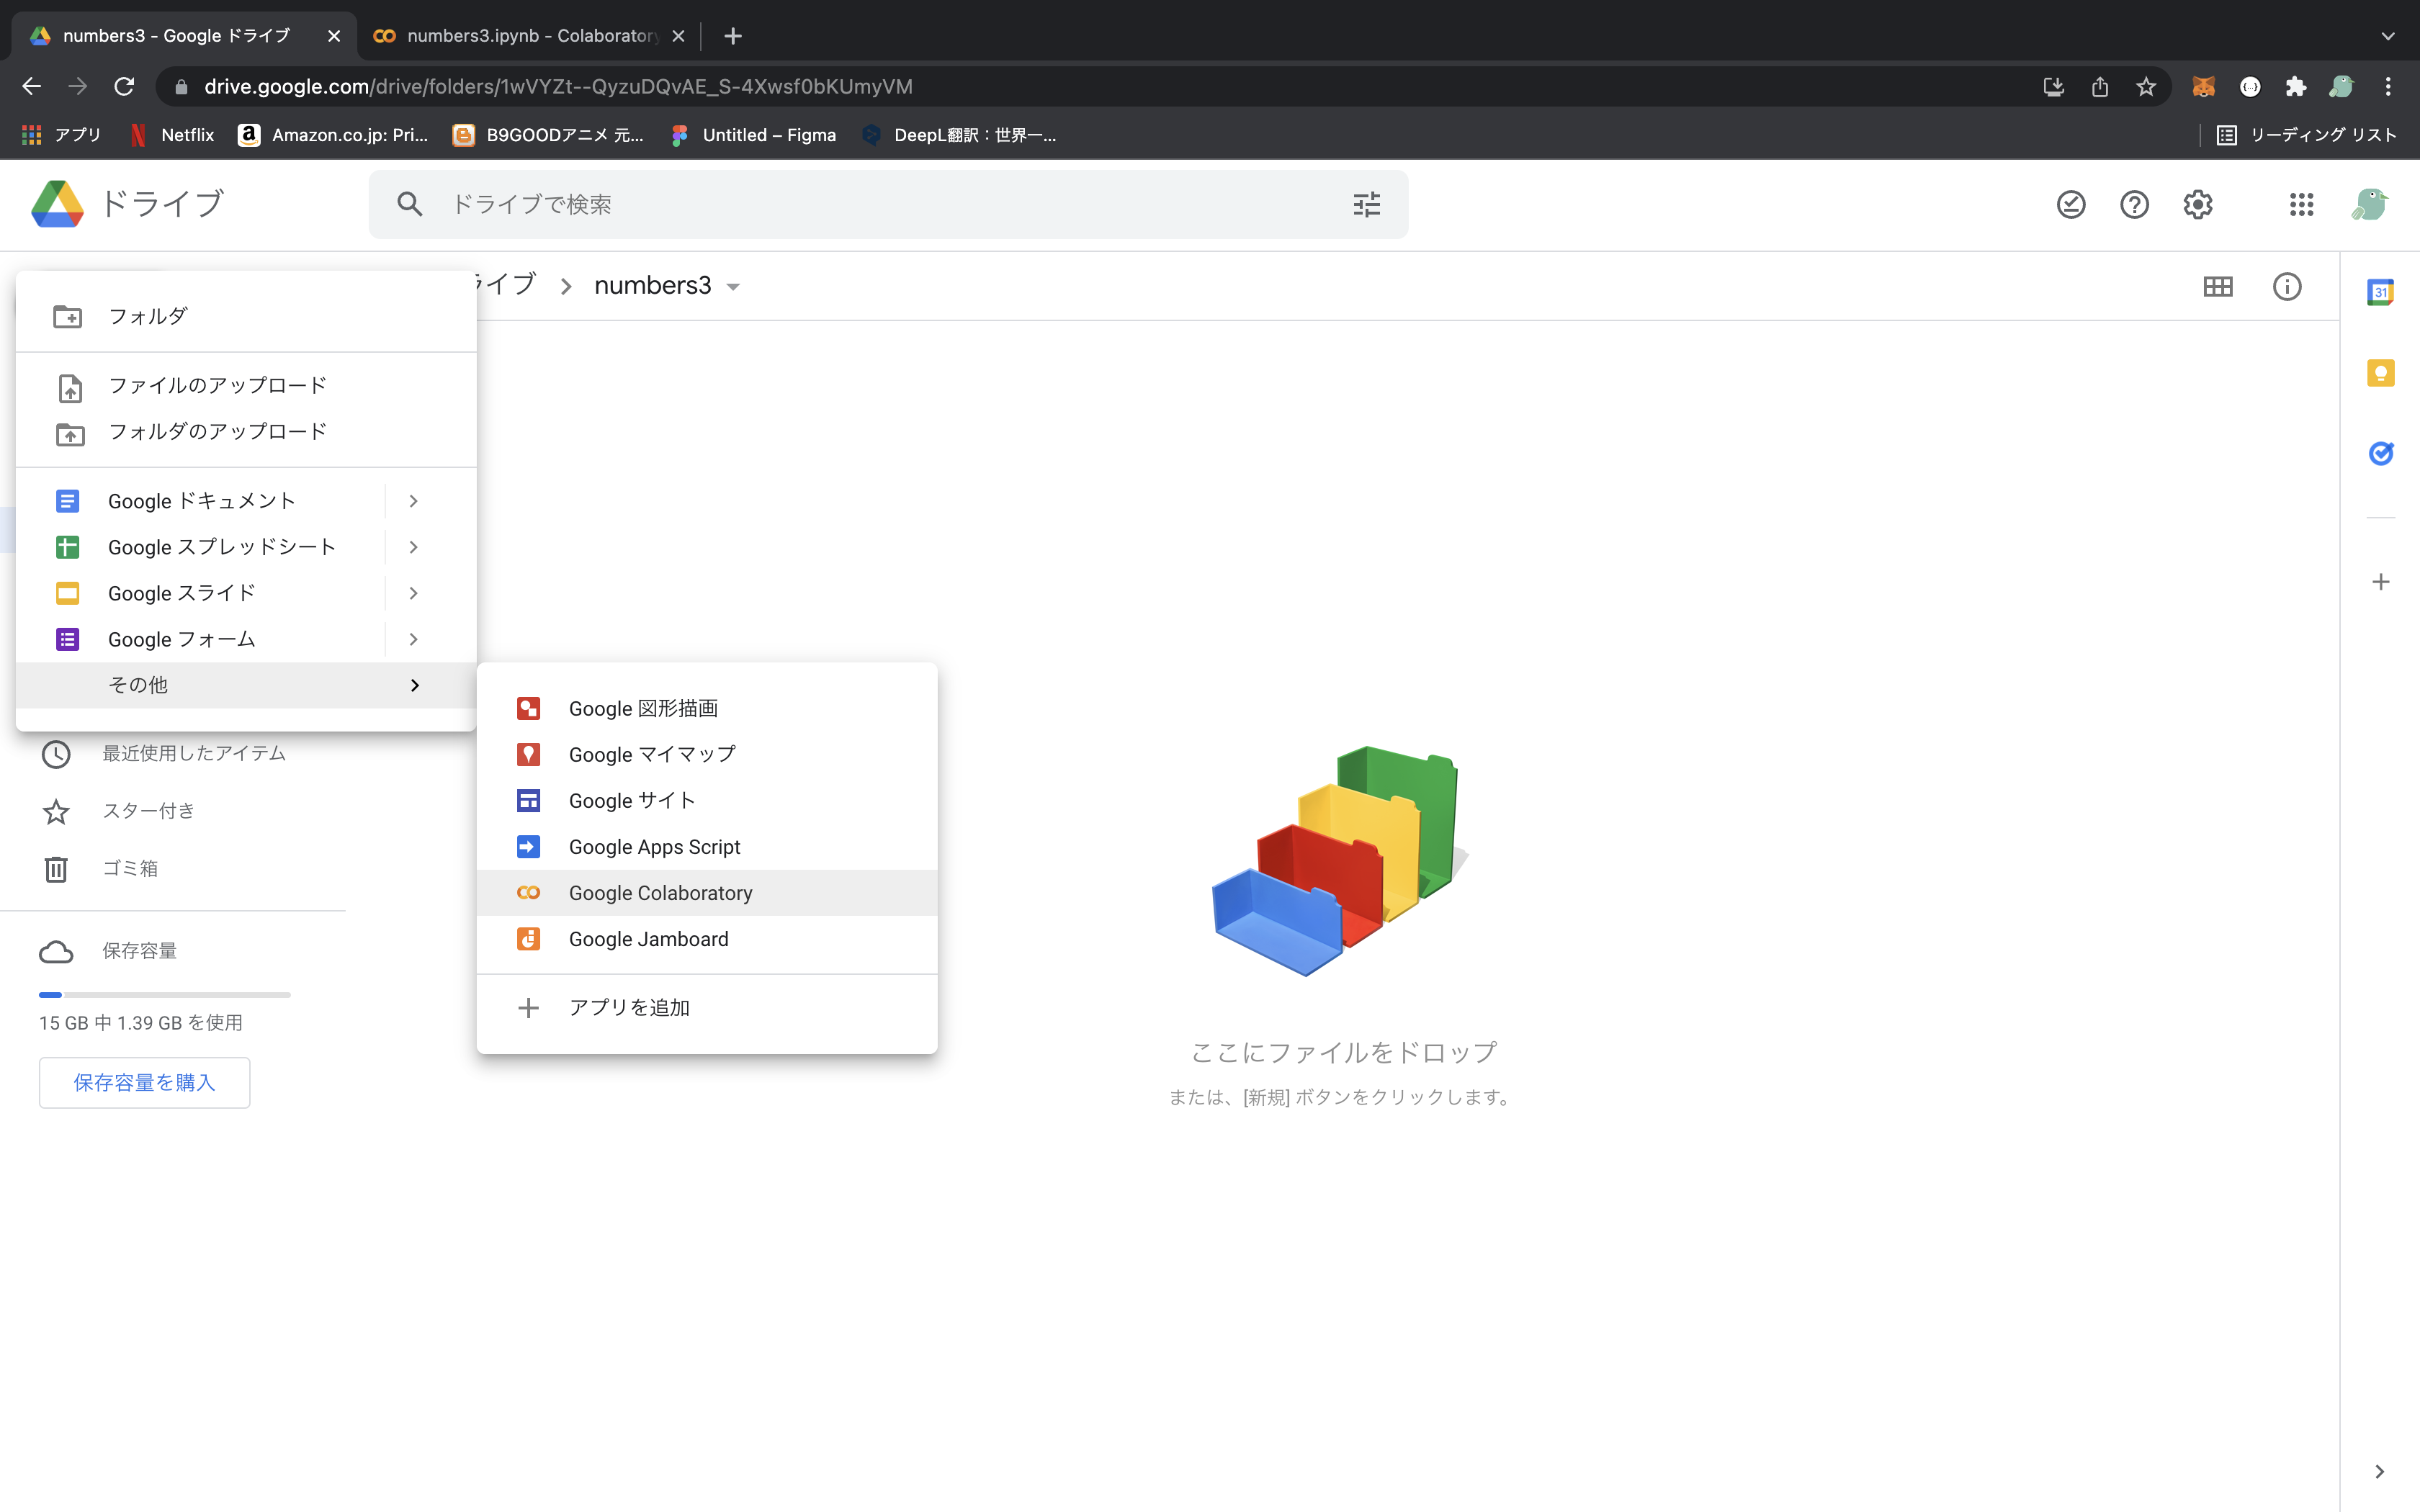 numbers3 - Google ドライブ
numbers3.ipynb - Colaboratory
drive.google.com/drive/folders/1wVYZt--QyzuDQvAE_S-4Xwsf0bKUmyVM
アプリ
Netflix
Amazon.co.jp: Pri...
B9GOODアニメ 元...
Untitled – Figma
DeepL翻訳：世界一...
リーディング リスト
ドライブ
ドライブで検索
イブ
numbers3
31
フォルダ
ファイルのアップロード
フォルダのアップロード
Google ドキュメント
Google スプレッドシート
Google スライド
Google フォーム
その他
Google 図形描画
Google マイマップ
Google サイト
Google Apps Script
Google Colaboratory
Google Jamboard
アプリを追加
最近使用したアイテム
スター付き
ゴミ箱
保存容量
15 GB 中 1.39 GB を使用
保存容量を購入
ここにファイルをドロップ
または、[新規] ボタンをクリックします。